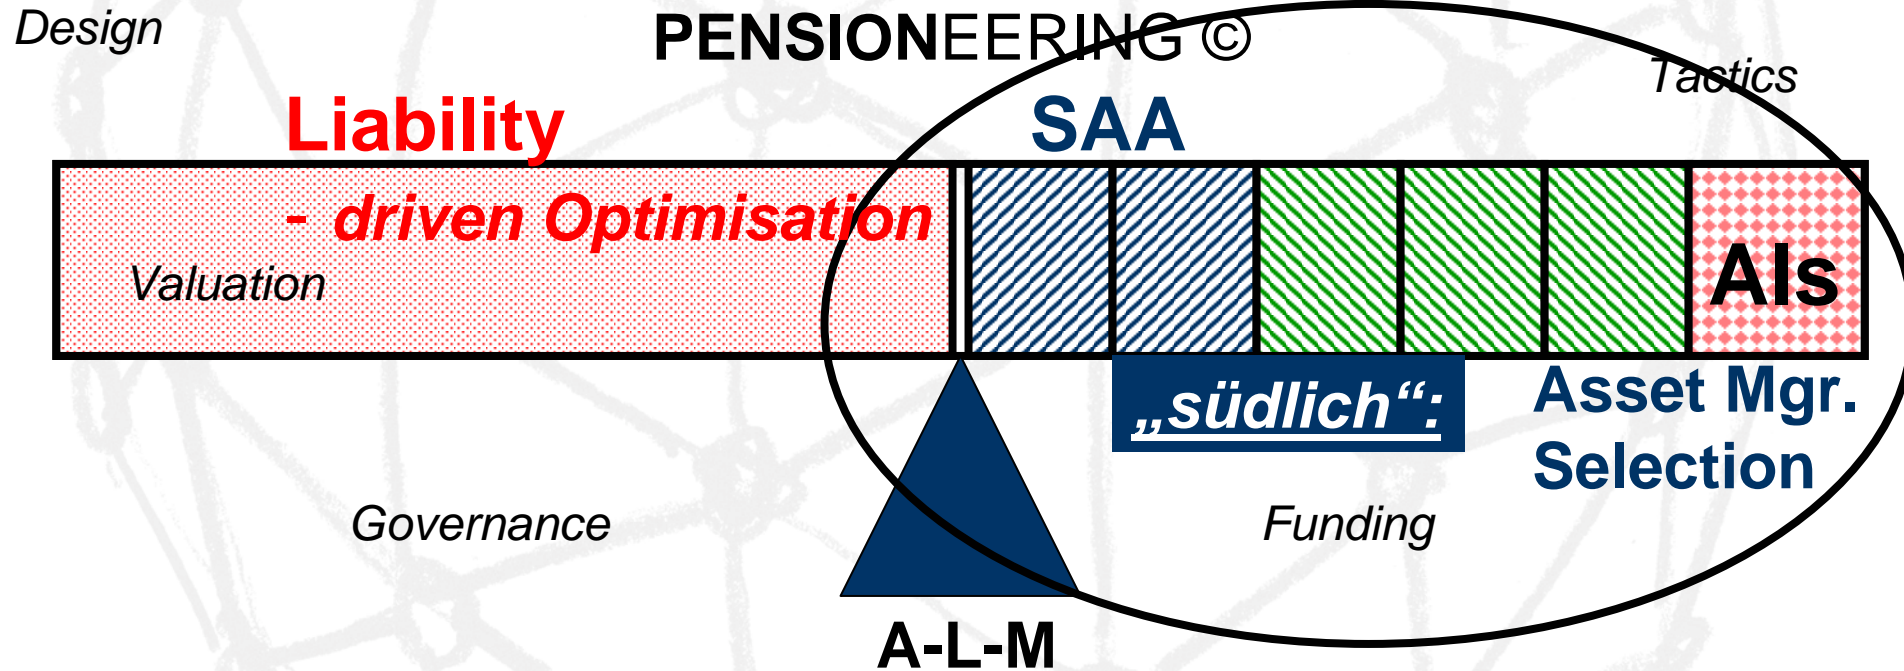 Design
PENSIONEERING ©
Tactics
Liability
SAA
- driven Optimisation
Valuation
AIs
„südlich“:
Asset Mgr.
Selection
Governance
Funding
A-L-M